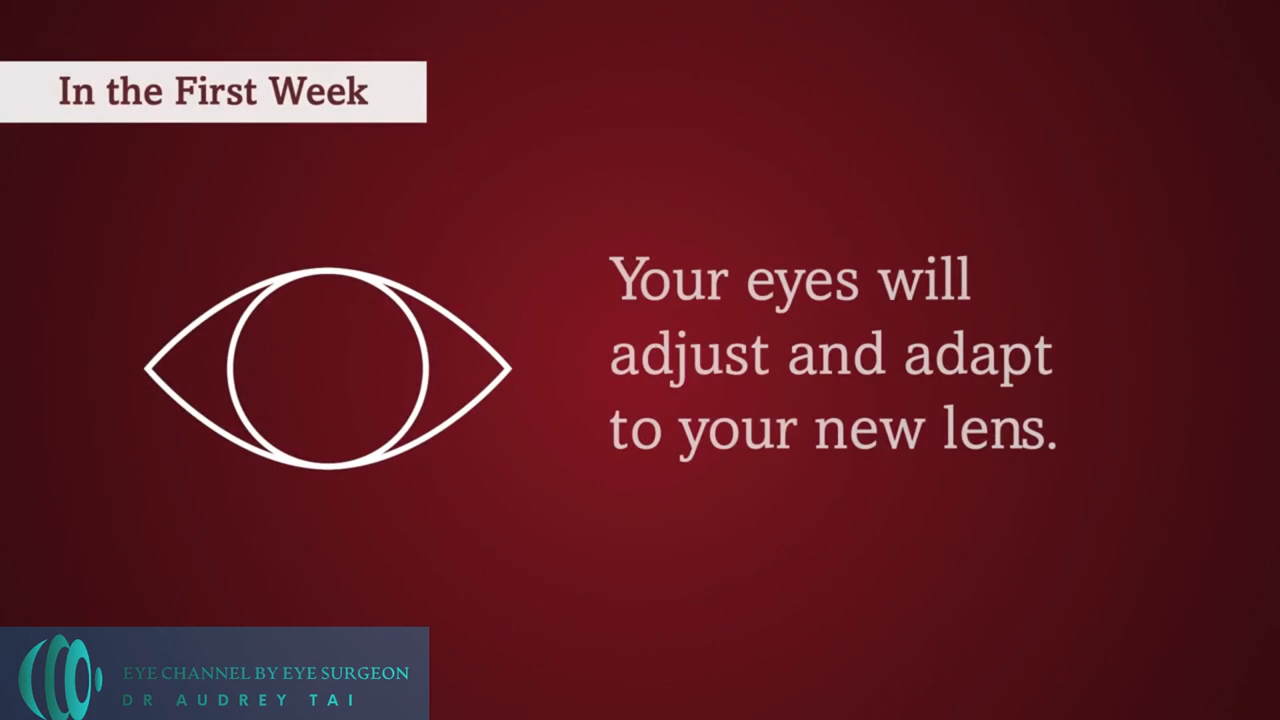 In the First Week
Your eyes will
adjust and adapt
to your new lens.
EYE CHANNEL BY EYE SURGEON
DR AUDREY TAI